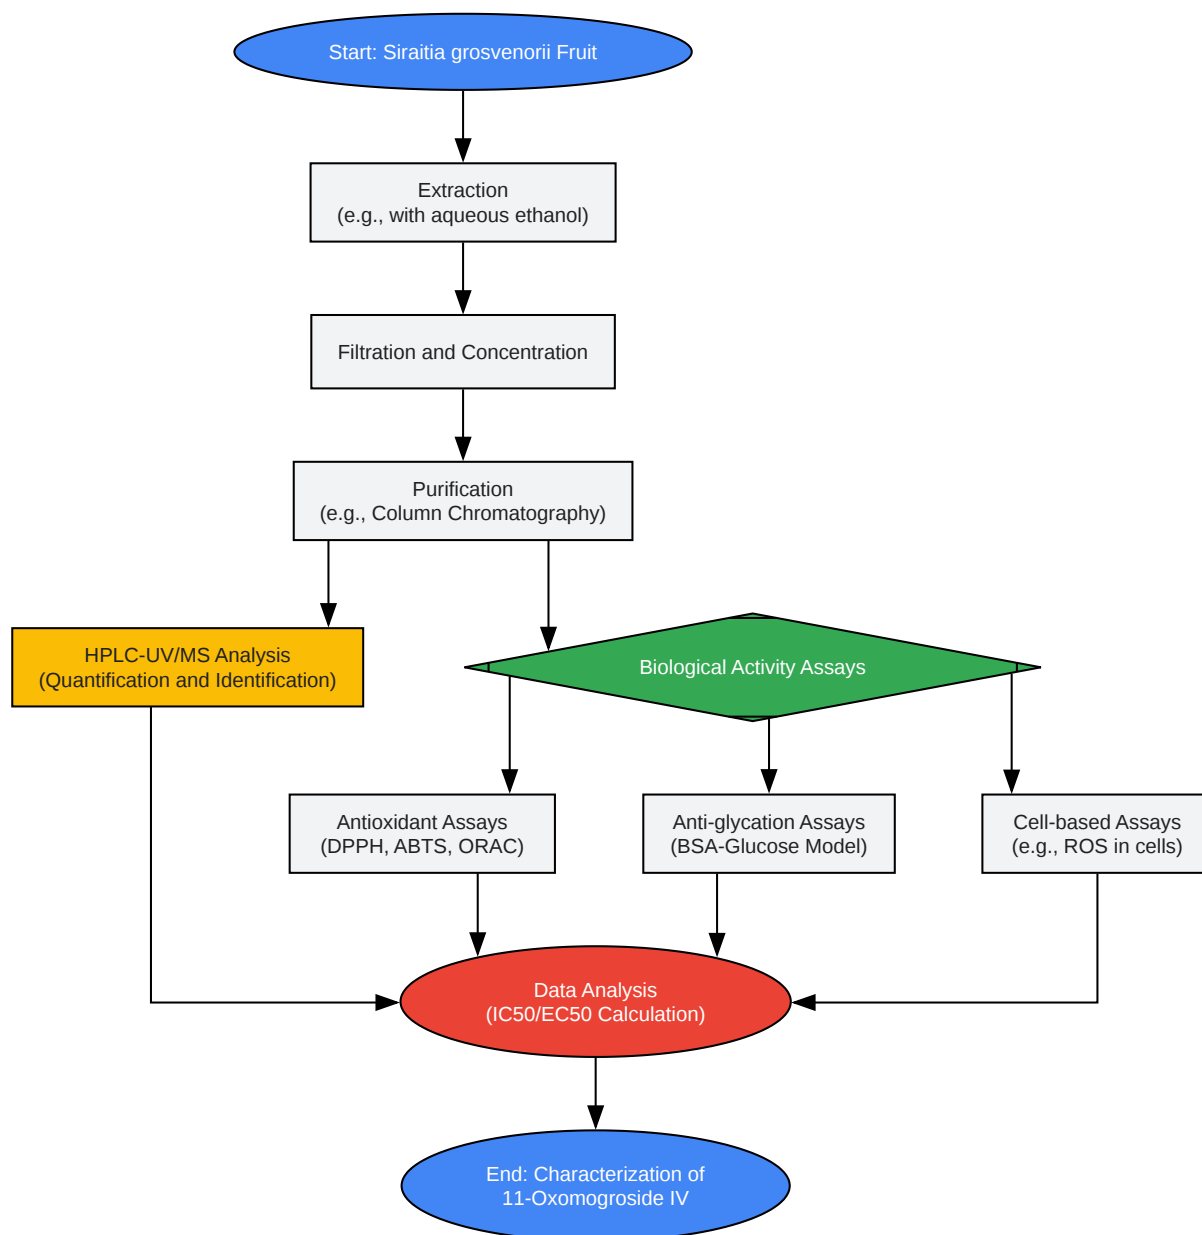 Start: Siraitia grosvenorii Fruit
Extraction
(e.g., with aqueous ethanol)
Filtration and Concentration
Purification
(e.g., Column Chromatography)
HPLC-UV/MS Analysis
(Quantification and Identification)
Biological Activity Assays
Antioxidant Assays
(DPPH, ABTS, ORAC)
Anti-glycation Assays
(BSA-Glucose Model)
Cell-based Assays
(e.g., ROS in cells)
Data Analysis
(IC50/EC50 Calculation)
End: Characterization of
11-Oxomogroside IV